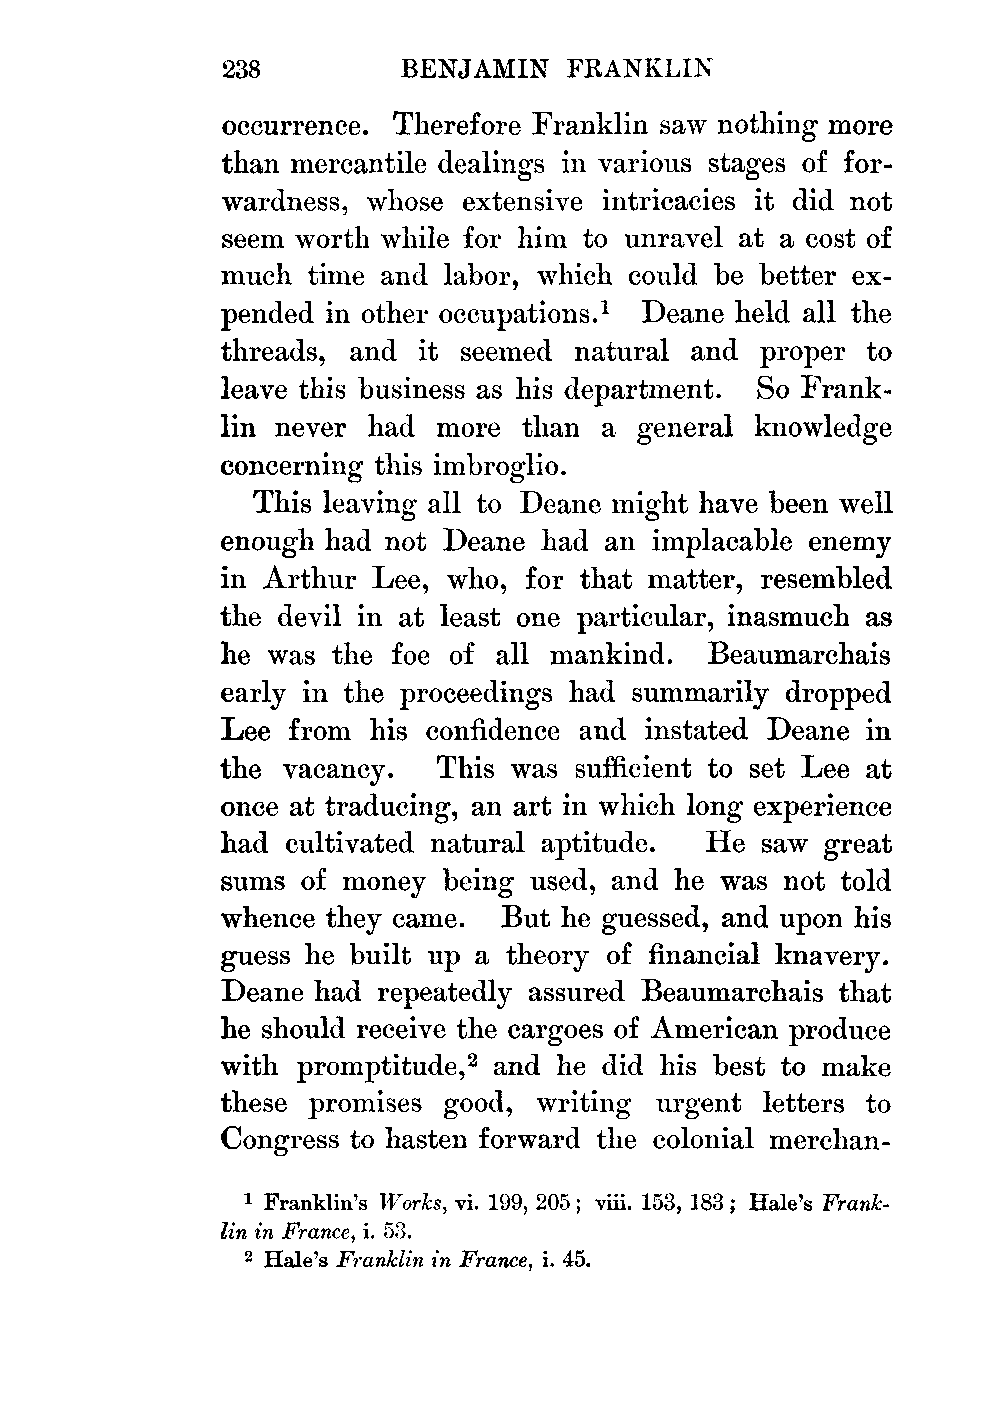 238 BENJAMIN FRANKLIN
occurrence. Therefore Franklin saw nothing more
than mercantile dealings in various stages of for-
wardness, whose extensive intricacies it did not
seem worth while for him to unravel at a cost of
much time and labor, which could be better ex-
pended in other occupations.¹ Deane held all the
threads, and it seemed natural and proper to
leave this business as his department. So Frank-
lin never had more than a general knowledge
concerning this imbroglio.
This leaving all to Deane might have been well
enough had not Deane had an implacable enemy
in Arthur Lee, who, for that matter, resembled
the devil in at least one particular, inasmuch as
he was the foe of all mankind. Beaumarchais
early in the proceedings had summarily dropped
Lee from his confidence and instated Deane in
the vacancy. This was sufficient to set Lee at
once at traducing, an art in which long experience
had cultivated natural aptitude. He saw great
sums of money being used, and he was not told
whence they came. But he guessed, and upon his
guess he built up a theory of financial knavery.
Deane had repeatedly assured Beaumarchais that
he should receive the cargoes of American produce
with promptitude,² and he did his best to make
these promises good, writing urgent letters to
Congress to hasten forward the colonial merchan-
¹ Franklin's Works, vi. 199, 205; viii. 153, 183; Hale's Frank-
lin in France, i. 53.
² Hale's Franklin in France, i. 45.